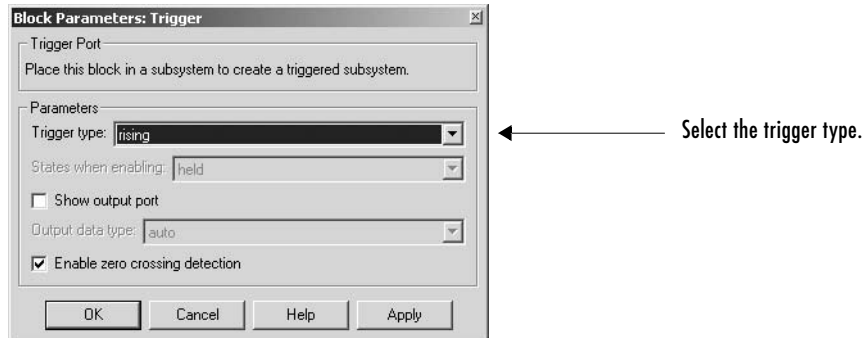 Block Parameters: Trigger
Trigger Port
Place this block in a subsystem to create a triggered subsystem.
Parameters
Trigger type: rising
Select the trigger type.
States when enabling: held
Show output port
Output data type: auto
Enable zero crossing detection
OK Cancel Help Apply